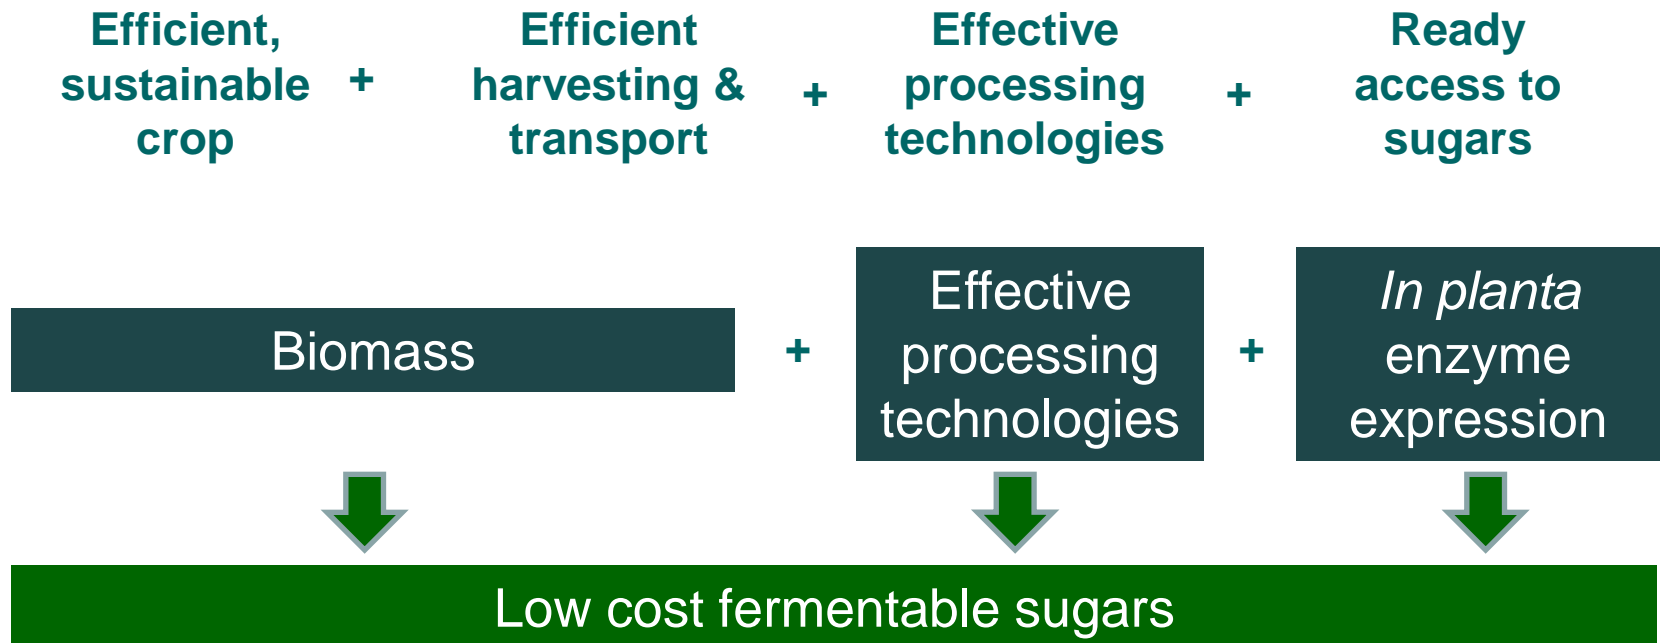 Efficient,
sustainable
crop
+
Efficient
harvesting &
transport
+
Effective
processing
technologies
+
Ready
access to
sugars
Biomass
+
Effective
processing
technologies
+
In planta
enzyme
expression
Low cost fermentable sugars